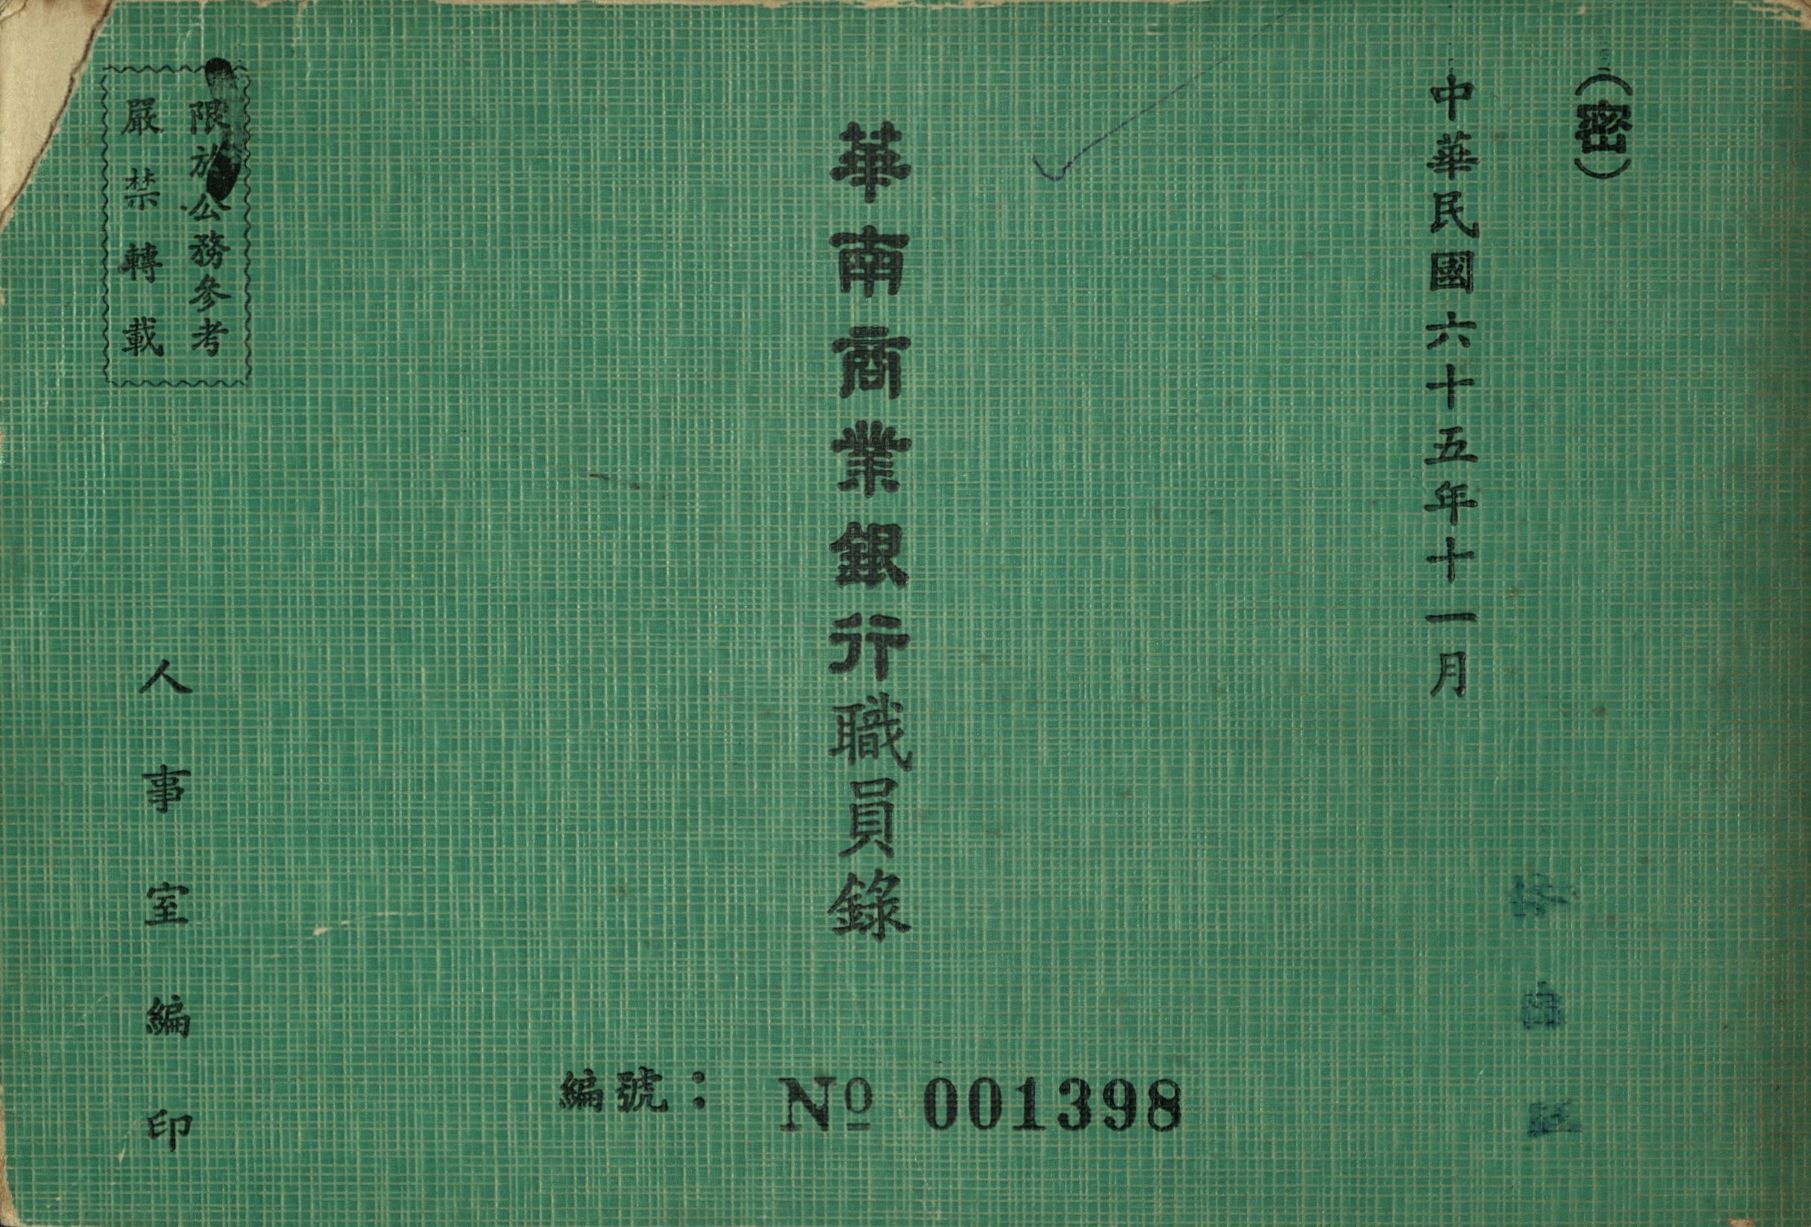 (密)
中華民國六十五年十一月
華南商業銀行職員錄
編號： Nº 001398
限於公務參考
嚴禁轉載
人事室編印